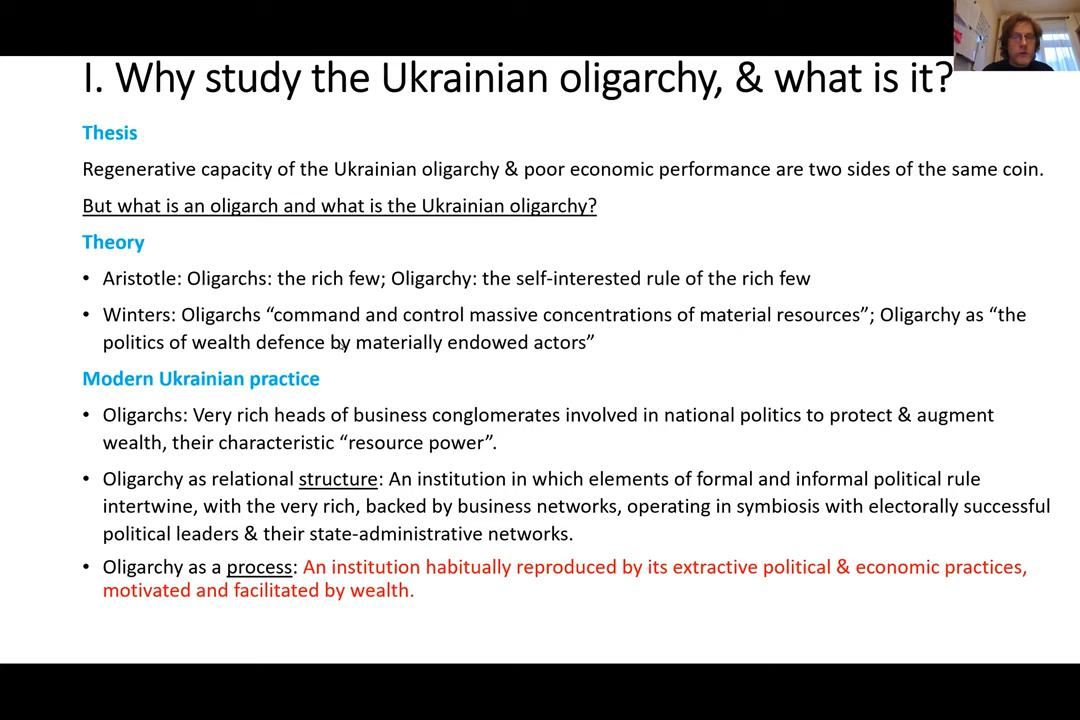 I. Why study the Ukrainian oligarchy, & what is it?
Thesis
Regenerative capacity of the Ukrainian oligarchy & poor economic performance are two sides of the same coin.
But what is an oligarch and what is the Ukrainian oligarchy?
Theory
• Aristotle: Oligarchs: the rich few; Oligarchy: the self-interested rule of the rich few
• Winters: Oligarchs “command and control massive concentrations of material resources”; Oligarchy as “the
politics of wealth defence by materially endowed actors”
Modern Ukrainian practice
• Oligarchs: Very rich heads of business conglomerates involved in national politics to protect & augment
wealth, their characteristic “resource power”.
• Oligarchy as relational structure: An institution in which elements of formal and informal political rule
intertwine, with the very rich, backed by business networks, operating in symbiosis with electorally successful
political leaders & their state-administrative networks.
• Oligarchy as a process: An institution habitually reproduced by its extractive political & economic practices,
motivated and facilitated by wealth.